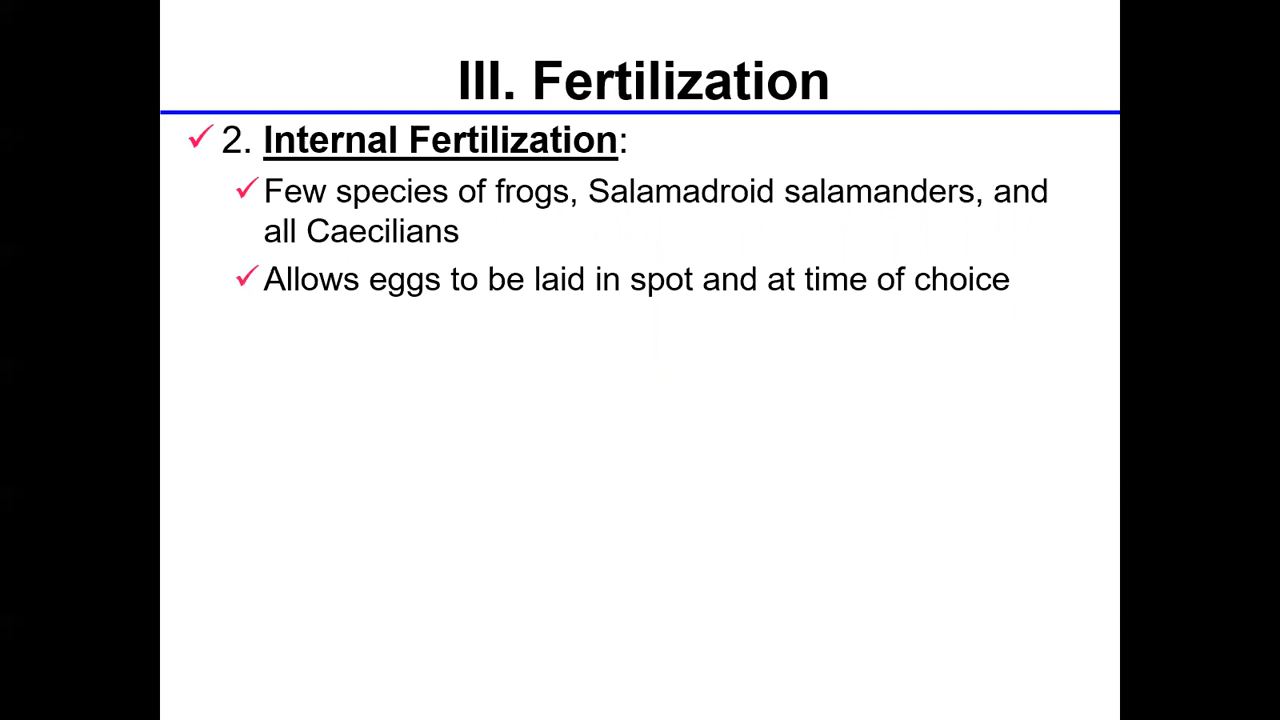 III. Fertilization
2. Internal Fertilization:
Few species of frogs, Salamadroid salamanders, and
all Caecilians
Allows eggs to be laid in spot and at time of choice